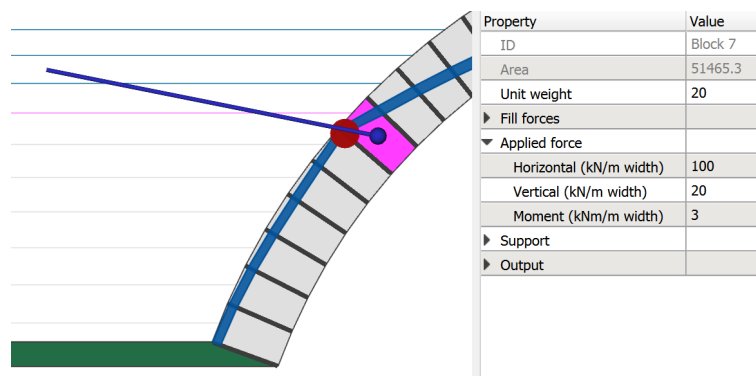 Property Value
ID Block 7
Area 51465.3
Unit weight 20
Fill forces
Applied force
Horizontal (kN/m width) 100
Vertical (kN/m width) 20
Moment (kNm/m width) 3
Support
Output